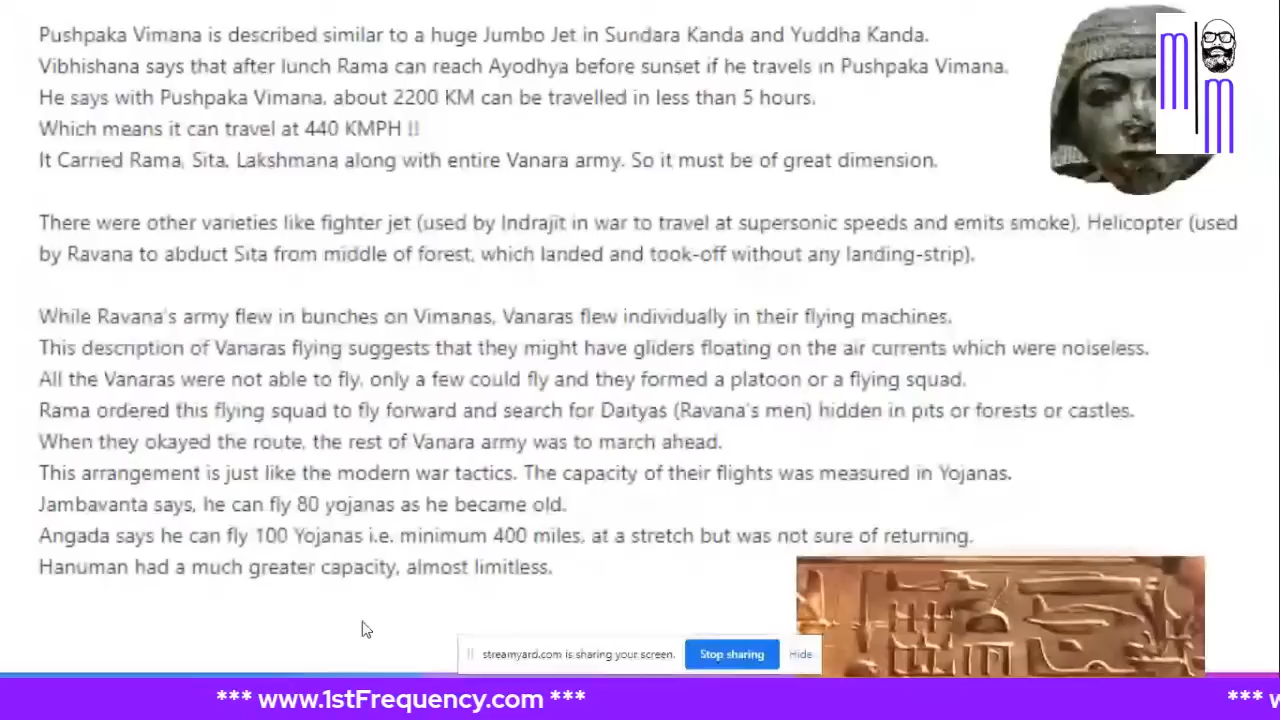 Pushpaka Vimana is described similar to a huge Jumbo Jet in Sundara Kanda and Yuddha Kanda.
Vibhishana says that after lunch Rama can reach Ayodhya before sunset if he travels in Pushpaka Vimana.
He says with Pushpaka Vimana, about 2200 KM can be travelled in less than 5 hours.
Which means it can travel at 440 KMPH !!
It Carried Rama, Sita, Lakshmana along with entire Vanara army. So it must be of great dimension.
There were other varieties like fighter jet (used by Indrajit in war to travel at supersonic speeds and emits smoke), Helicopter (used
by Ravana to abduct Sita from middle of forest, which landed and took-off without any landing-strip).
While Ravana's army flew in bunches on Vimanas, Vanaras flew individually in their flying machines.
This description of Vanaras flying suggests that they might have gliders floating on the air currents which were noiseless.
All the Vanaras were not able to fly, only a few could fly and they formed a platoon or a flying squad.
Rama ordered this flying squad to fly forward and search for Daityas (Ravana's men) hidden in pits or forests or castles.
When they okayed the route, the rest of Vanara army was to march ahead.
This arrangement is just like the modern war tactics. The capacity of their flights was measured in Yojanas.
Jambavanta says, he can fly 80 yojanas as he became old.
Angada says he can fly 100 Yojanas i.e. minimum 400 miles, at a stretch but was not sure of returning.
Hanuman had a much greater capacity, almost limitless.
m m
streamyard.com is sharing your screen. Stop sharing Hide
*** www.1stFrequency.com *** *** w